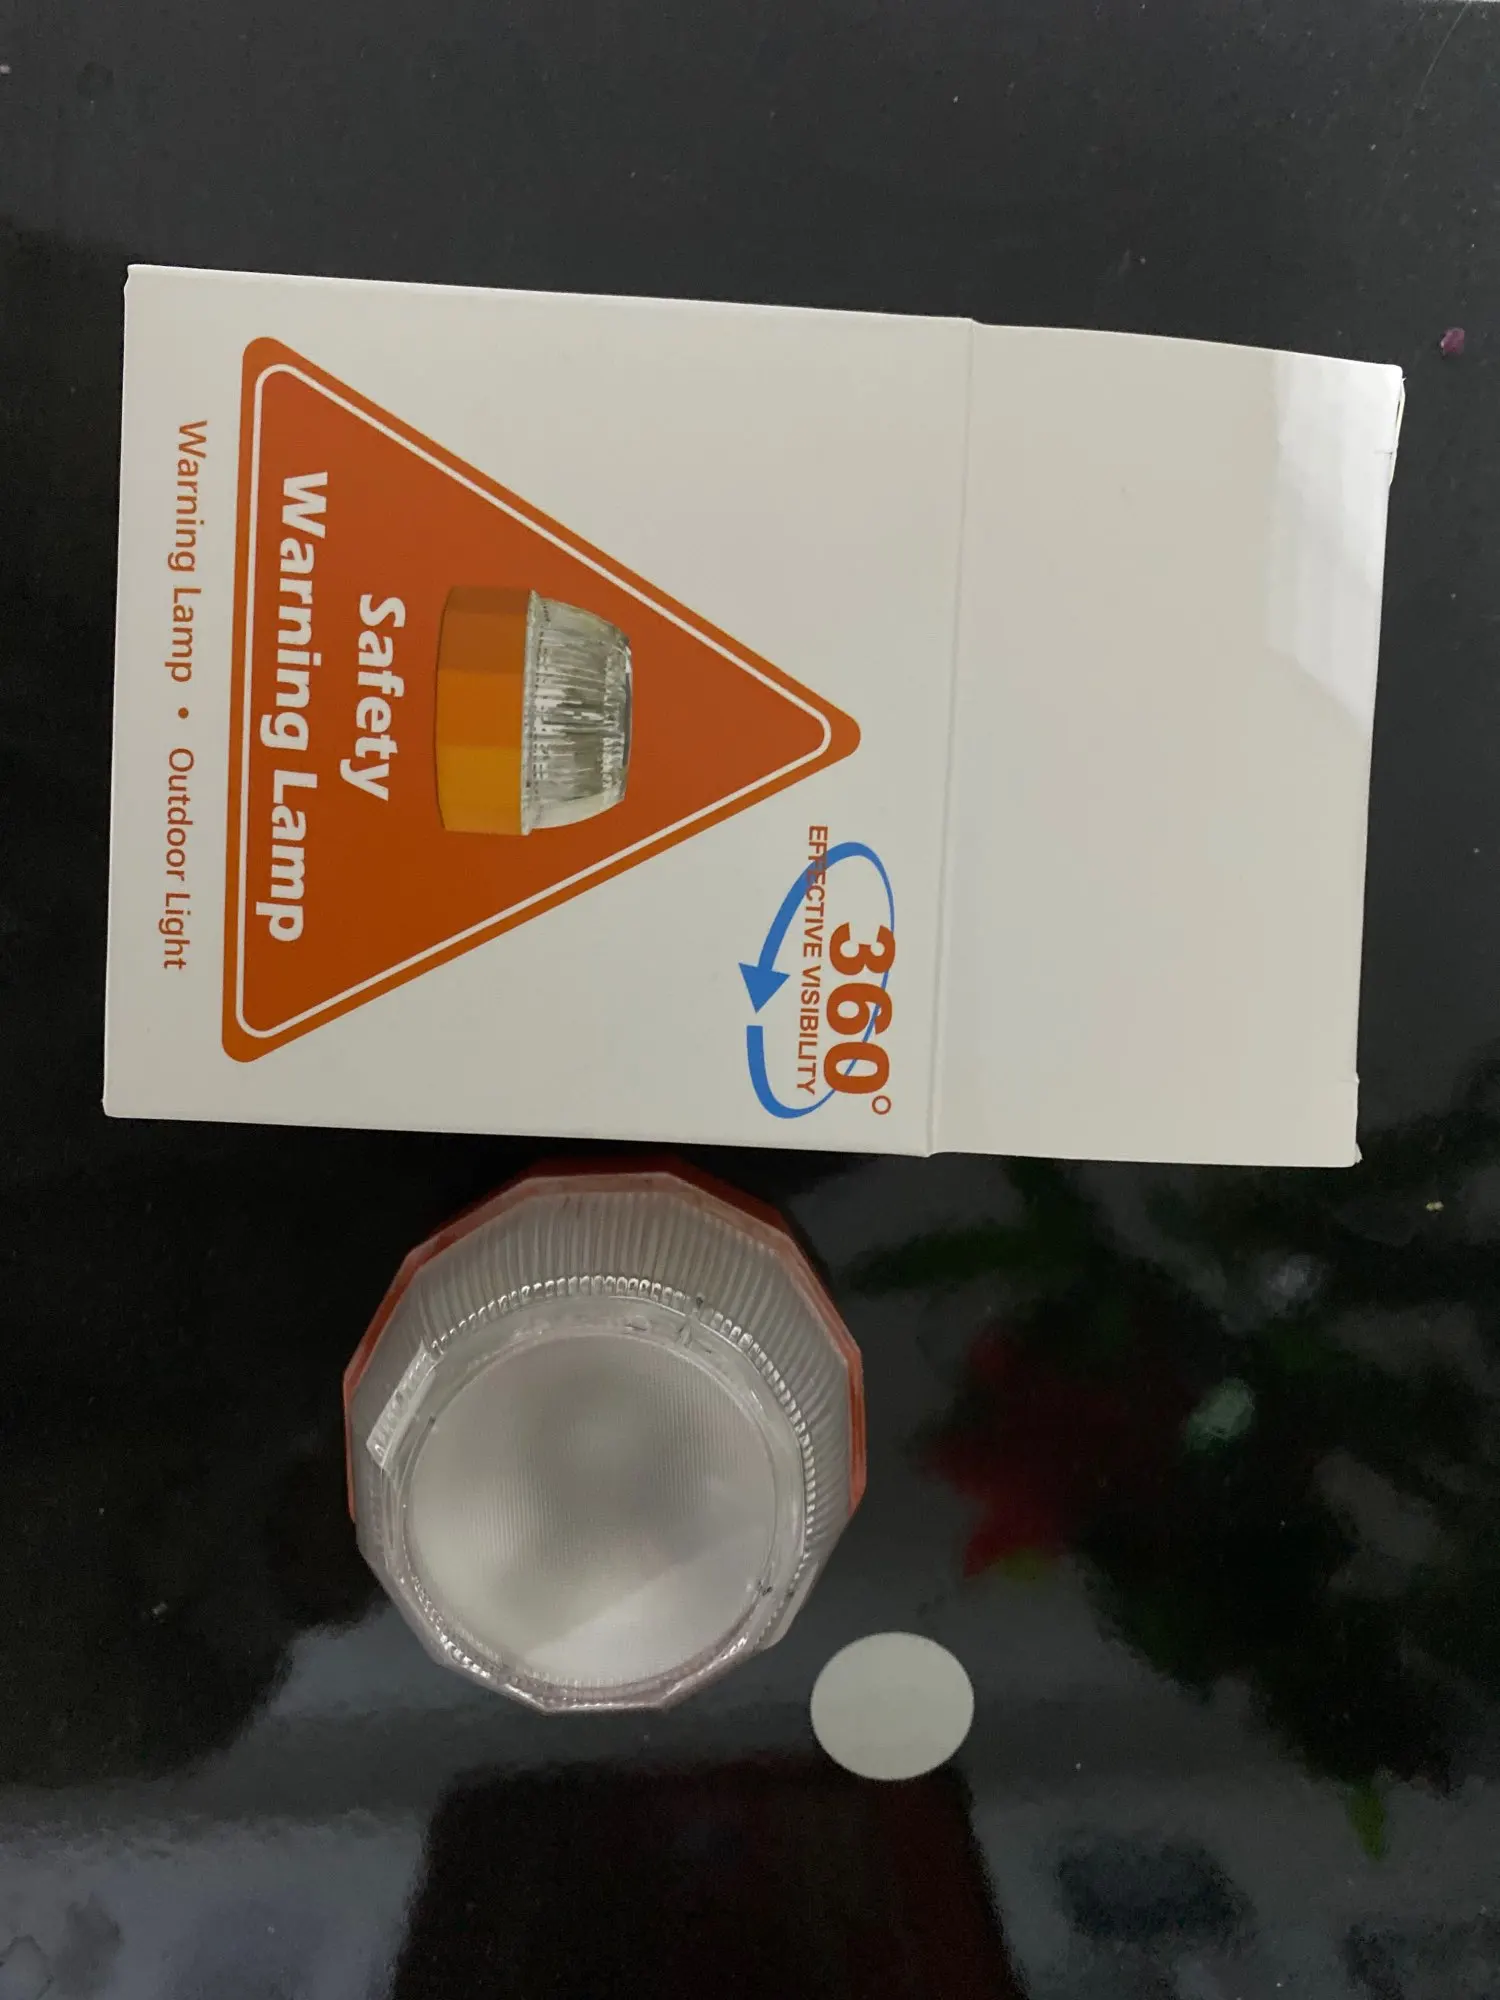 360°
EFFECTIVE VISIBILITY
Safety
Warning Lamp
Warning Lamp • Outdoor Light